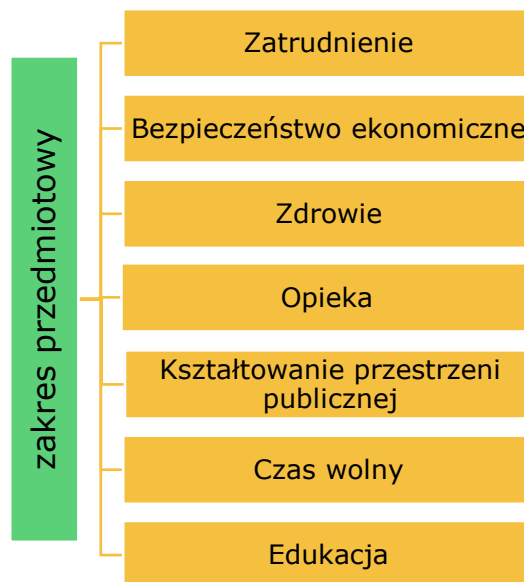 zakres przedmiotowy
Zatrudnienie
Bezpieczeństwo ekonomiczne
Zdrowie
Opieka
Kształtowanie przestrzeni
publicznej
Czas wolny
Edukacja